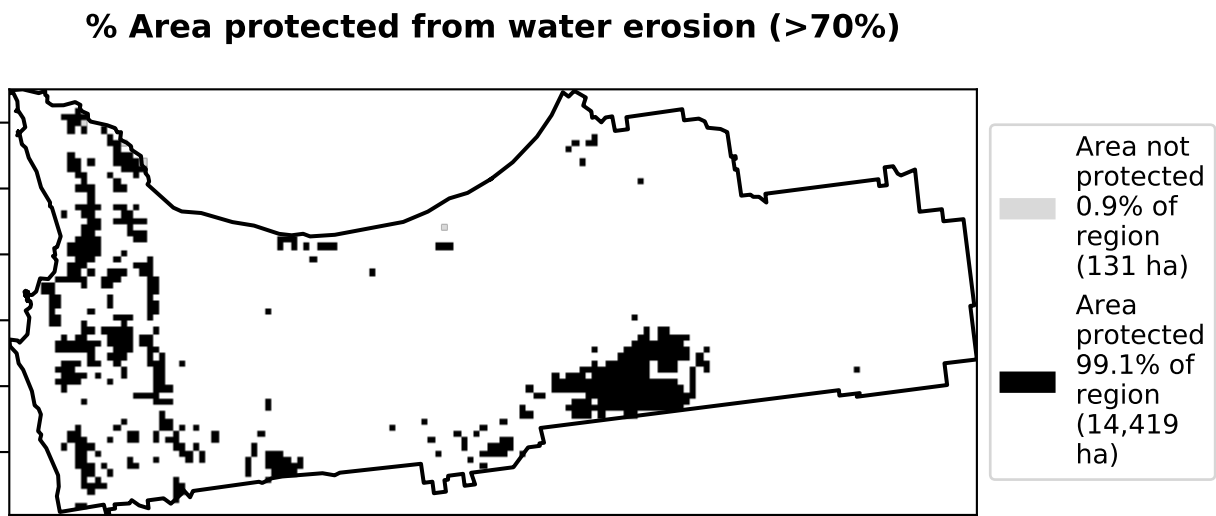 % Area protected from water erosion (>70%)
Area not
protected
0.9% of
region
(131 ha)
Area
protected
99.1% of
region
(14,419
ha)